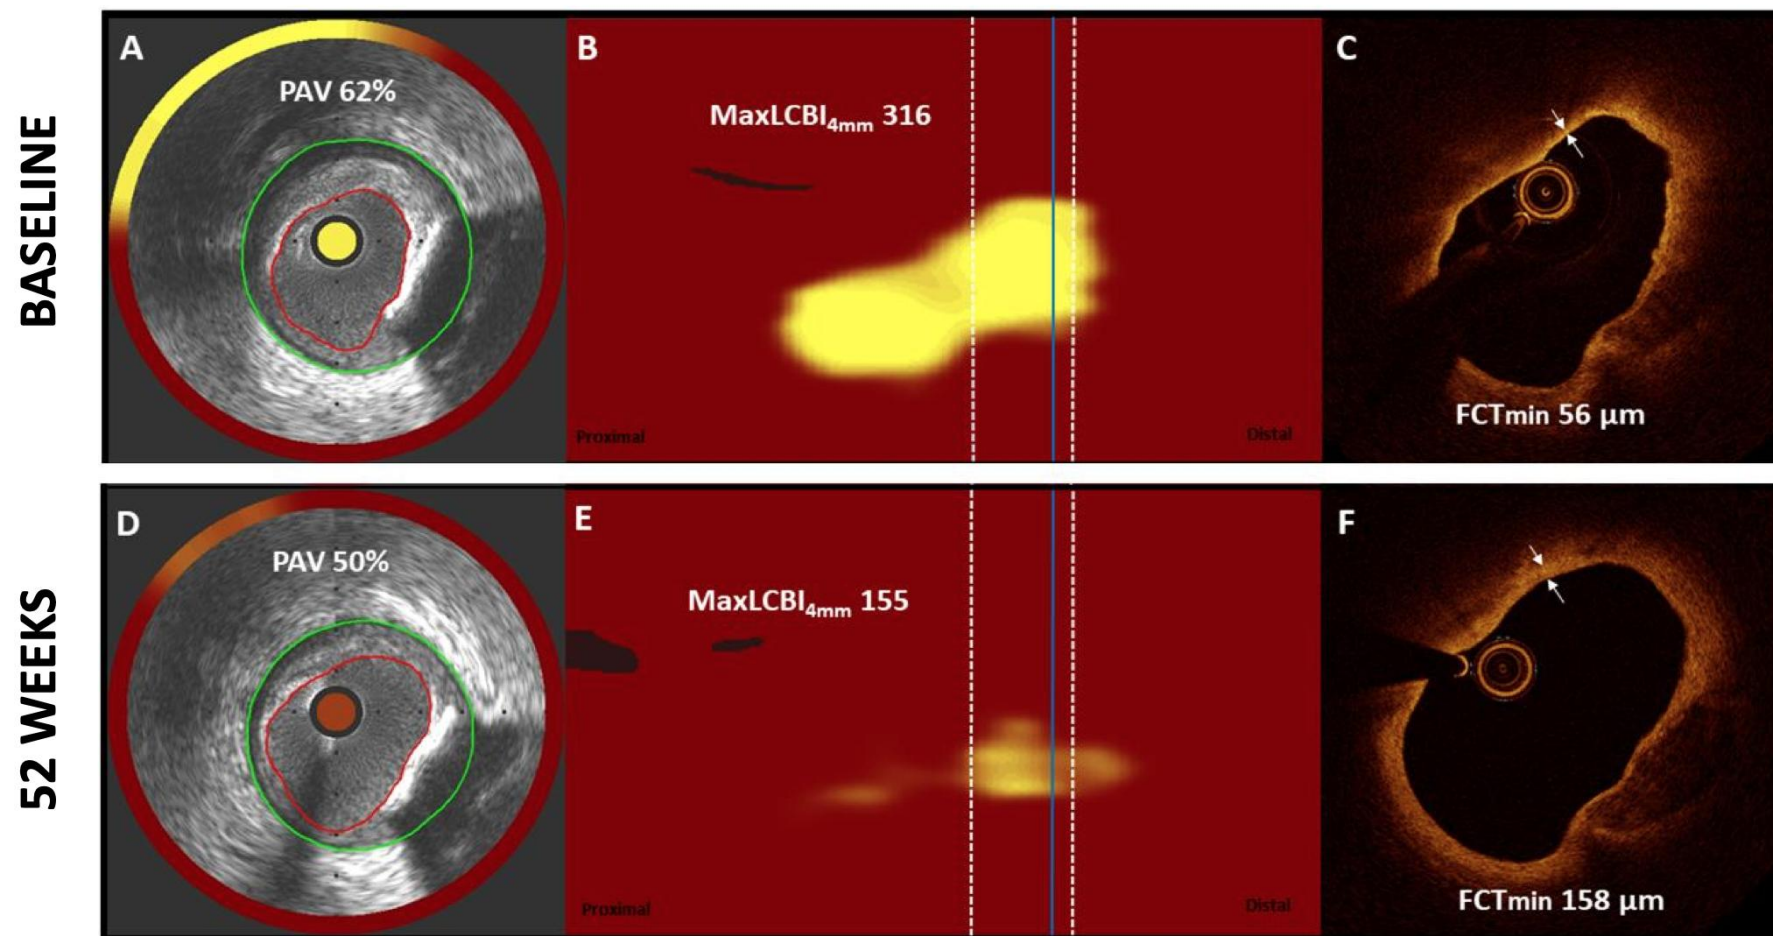 BASELINE
A
PAV 62%
B
MaxLCBI4mm 316
Proximal
Distal
C
FCTmin 56 µm
52 WEEKS
D
PAV 50%
E
MaxLCBI4mm 155
Proximal
Distal
F
FCTmin 158 µm